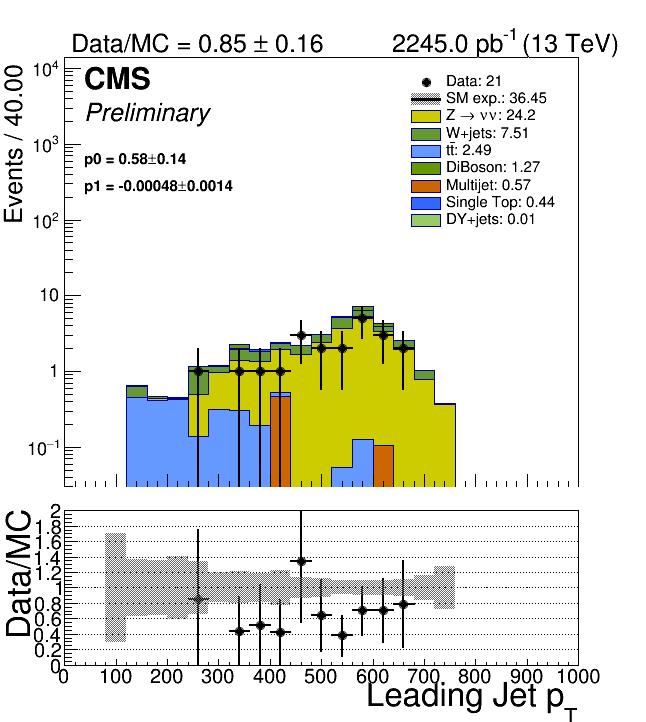 Data/MC = 0.85 ± 0.16
2245.0 pb⁻¹ (13 TeV)
CMS
Preliminary
p0 = 0.58±0.14
p1 = -0.00048±0.0014
Data: 21
SM exp.: 36.45
Z → νν: 24.2
W+jets: 7.51
tt̄: 2.49
DiBoson: 1.27
Multijet: 0.57
Single Top: 0.44
DY+jets: 0.01
Events / 40.00
10⁴
10³
10²
10
1
10⁻¹
Data/MC
2
1.8
1.6
1.4
1.2
1
0.8
0.6
0.4
0.2
0
0 100 200 300 400 500 600 700 800 900 1000
Leading Jet p_T